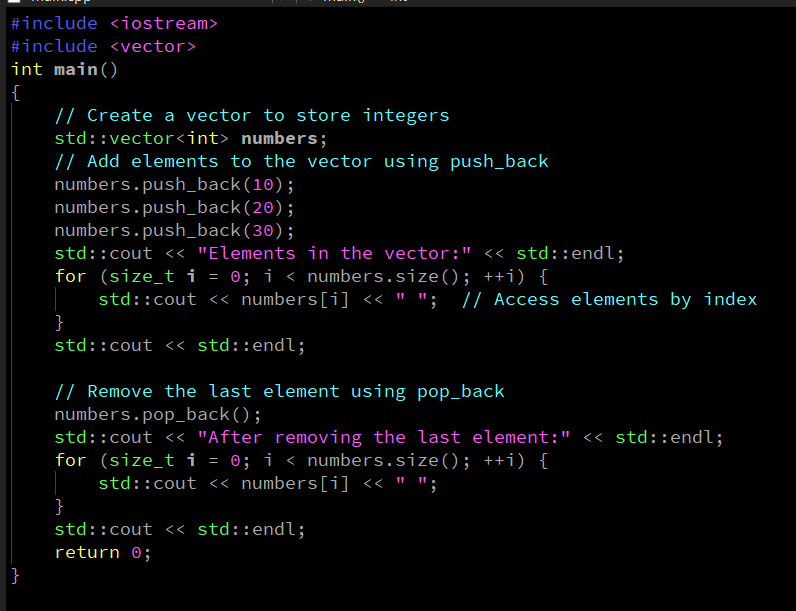 #include <iostream>
#include <vector>
int main()
{
    // Create a vector to store integers
    std::vector<int> numbers;
    // Add elements to the vector using push_back
    numbers.push_back(10);
    numbers.push_back(20);
    numbers.push_back(30);
    std::cout << "Elements in the vector:" << std::endl;
    for (size_t i = 0; i < numbers.size(); ++i) {
        std::cout << numbers[i] << " ";  // Access elements by index
    }
    std::cout << std::endl;

    // Remove the last element using pop_back
    numbers.pop_back();
    std::cout << "After removing the last element:" << std::endl;
    for (size_t i = 0; i < numbers.size(); ++i) {
        std::cout << numbers[i] << " ";
    }
    std::cout << std::endl;
    return 0;
}